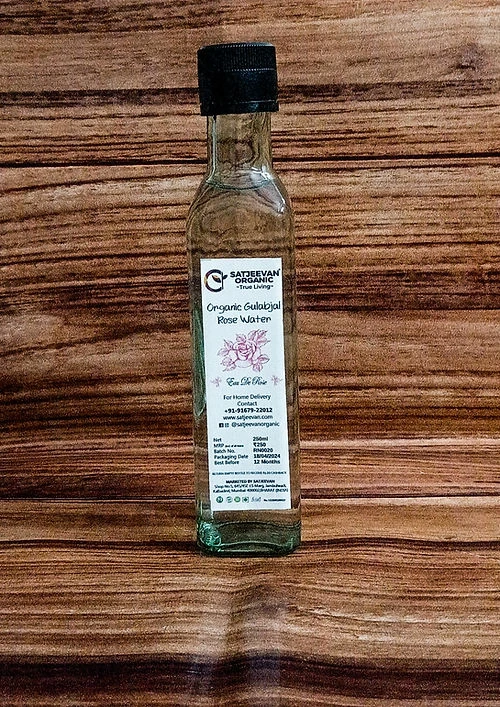 SATJEEVAN
ORGANIC
~True Living~
Organic Gulabjal
Rose Water
Eau De Rose
For Home Delivery
Contact
+91-91679-22012
www.satjeevan.com
@satjeevanorganic
Net 250ml
MRP ₹250
Batch No. RN0020
Packaging Date 18/04/2024
Best Before 12 Months
MARKETED BY SATJEEVAN